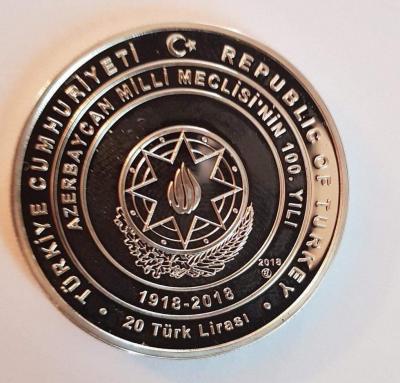 TÜRKİYE CUMHURİYETİ
REPUBLIC OF TURKEY
AZERBAYCAN MİLLİ MECLİSİ'NİN 100. YILI
2018
1918-2018
20 Türk Lirası